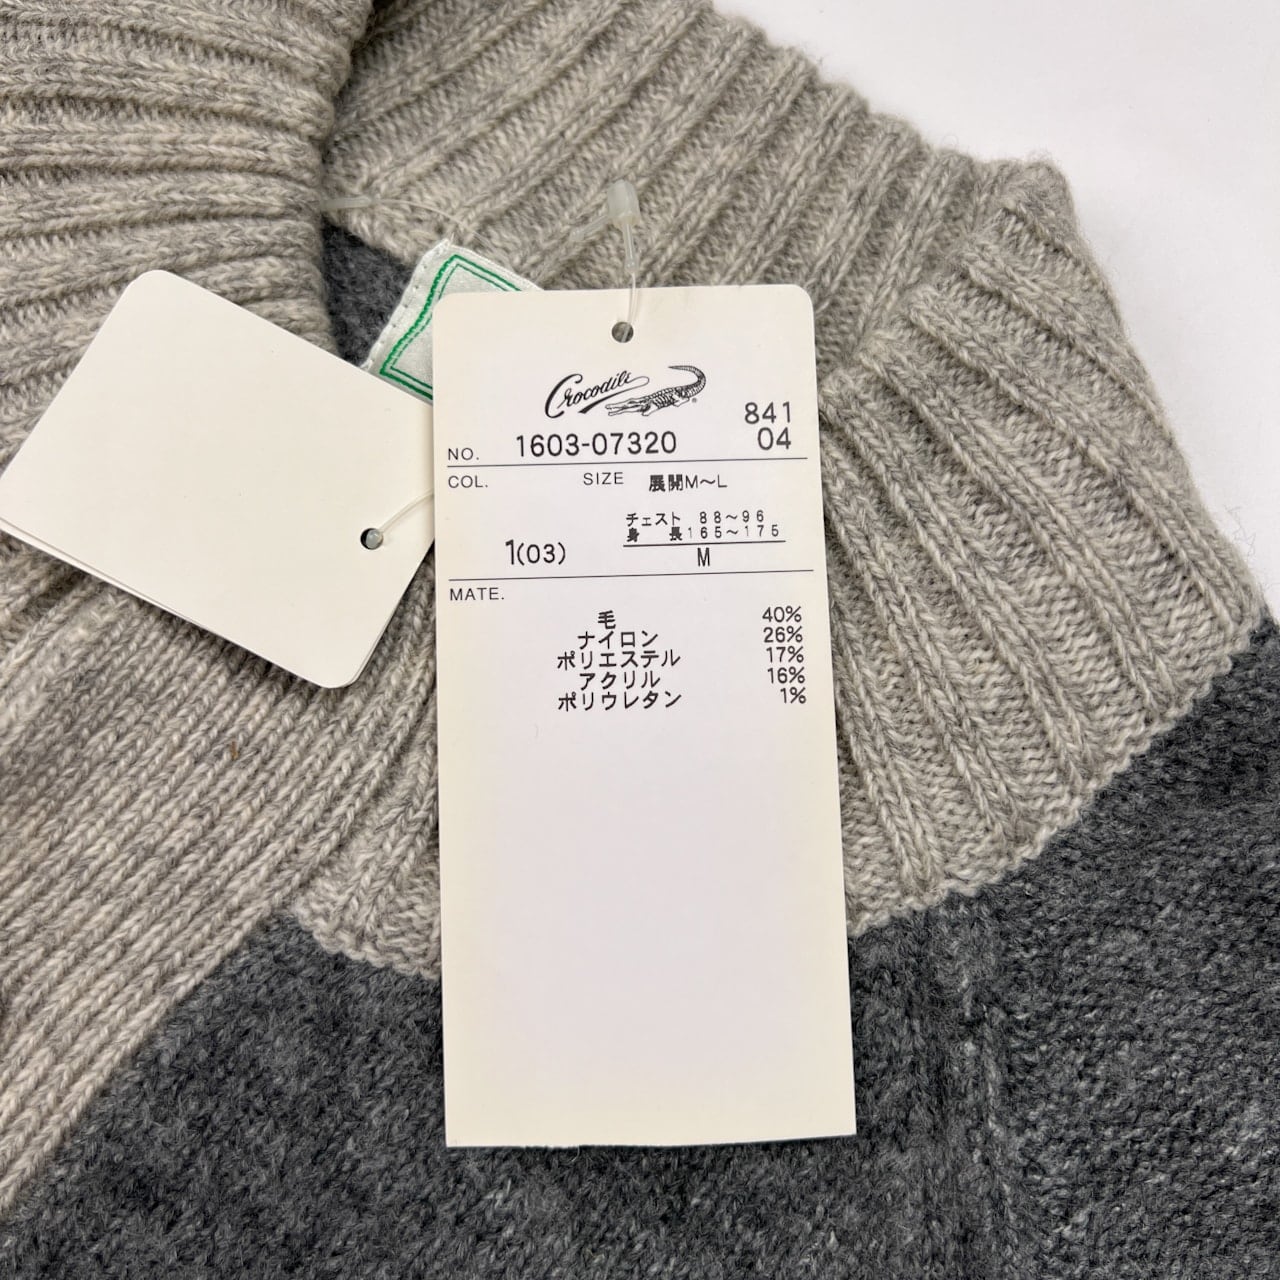 Crocodile
841
NO. 1603-07320 04
COL. SIZE 展開M〜L
チェスト 88〜96
身 長165〜175
1(03) M
MATE.
毛 40%
ナイロン 26%
ポリエステル 17%
アクリル 16%
ポリウレタン 1%